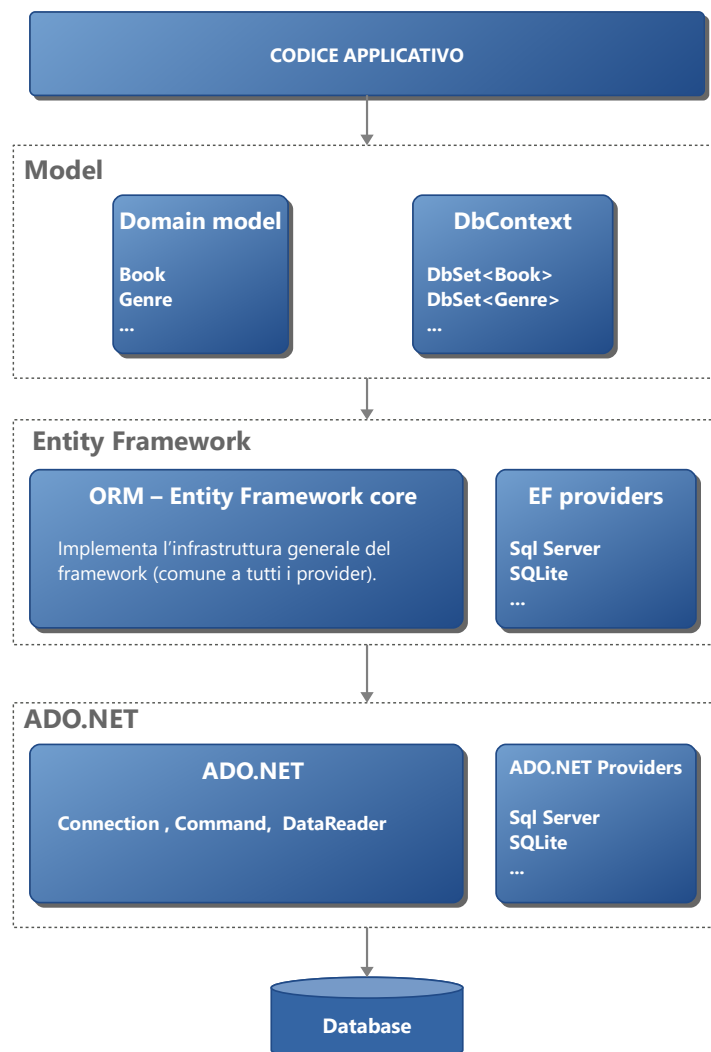 CODICE APPLICATIVO
Model
Domain model
Book
Genre
...
DbContext
DbSet<Book>
DbSet<Genre>
...
Entity Framework
ORM – Entity Framework core
Implementa l’infrastruttura generale del
framework (comune a tutti i provider).
EF providers
Sql Server
SQLite
...
ADO.NET
ADO.NET
Connection , Command,  DataReader
ADO.NET Providers
Sql Server
SQLite
...
Database